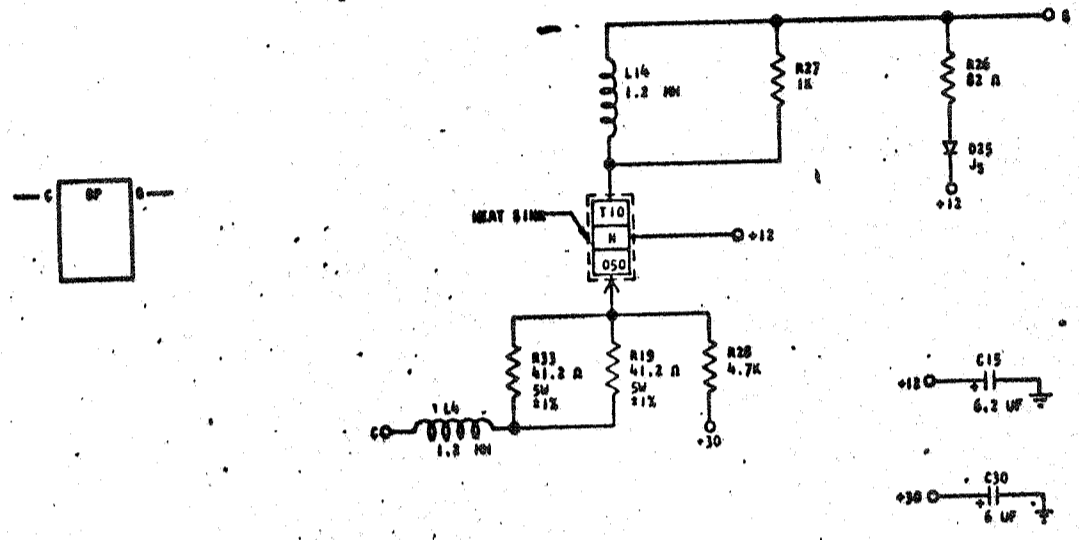 B
L14
1.2 MH
R27
1K
R26
82 Ω
D35
J5
+12
C BP
HEAT SINK
T10
N
050
+12
R33
41.2 Ω
5W
±1%
R19
41.2 Ω
5W
±1%
R28
4.7K
+30
L4
1.2 MH
C
C15
+12
+
6.2 UF
C30
+30
+
6 UF